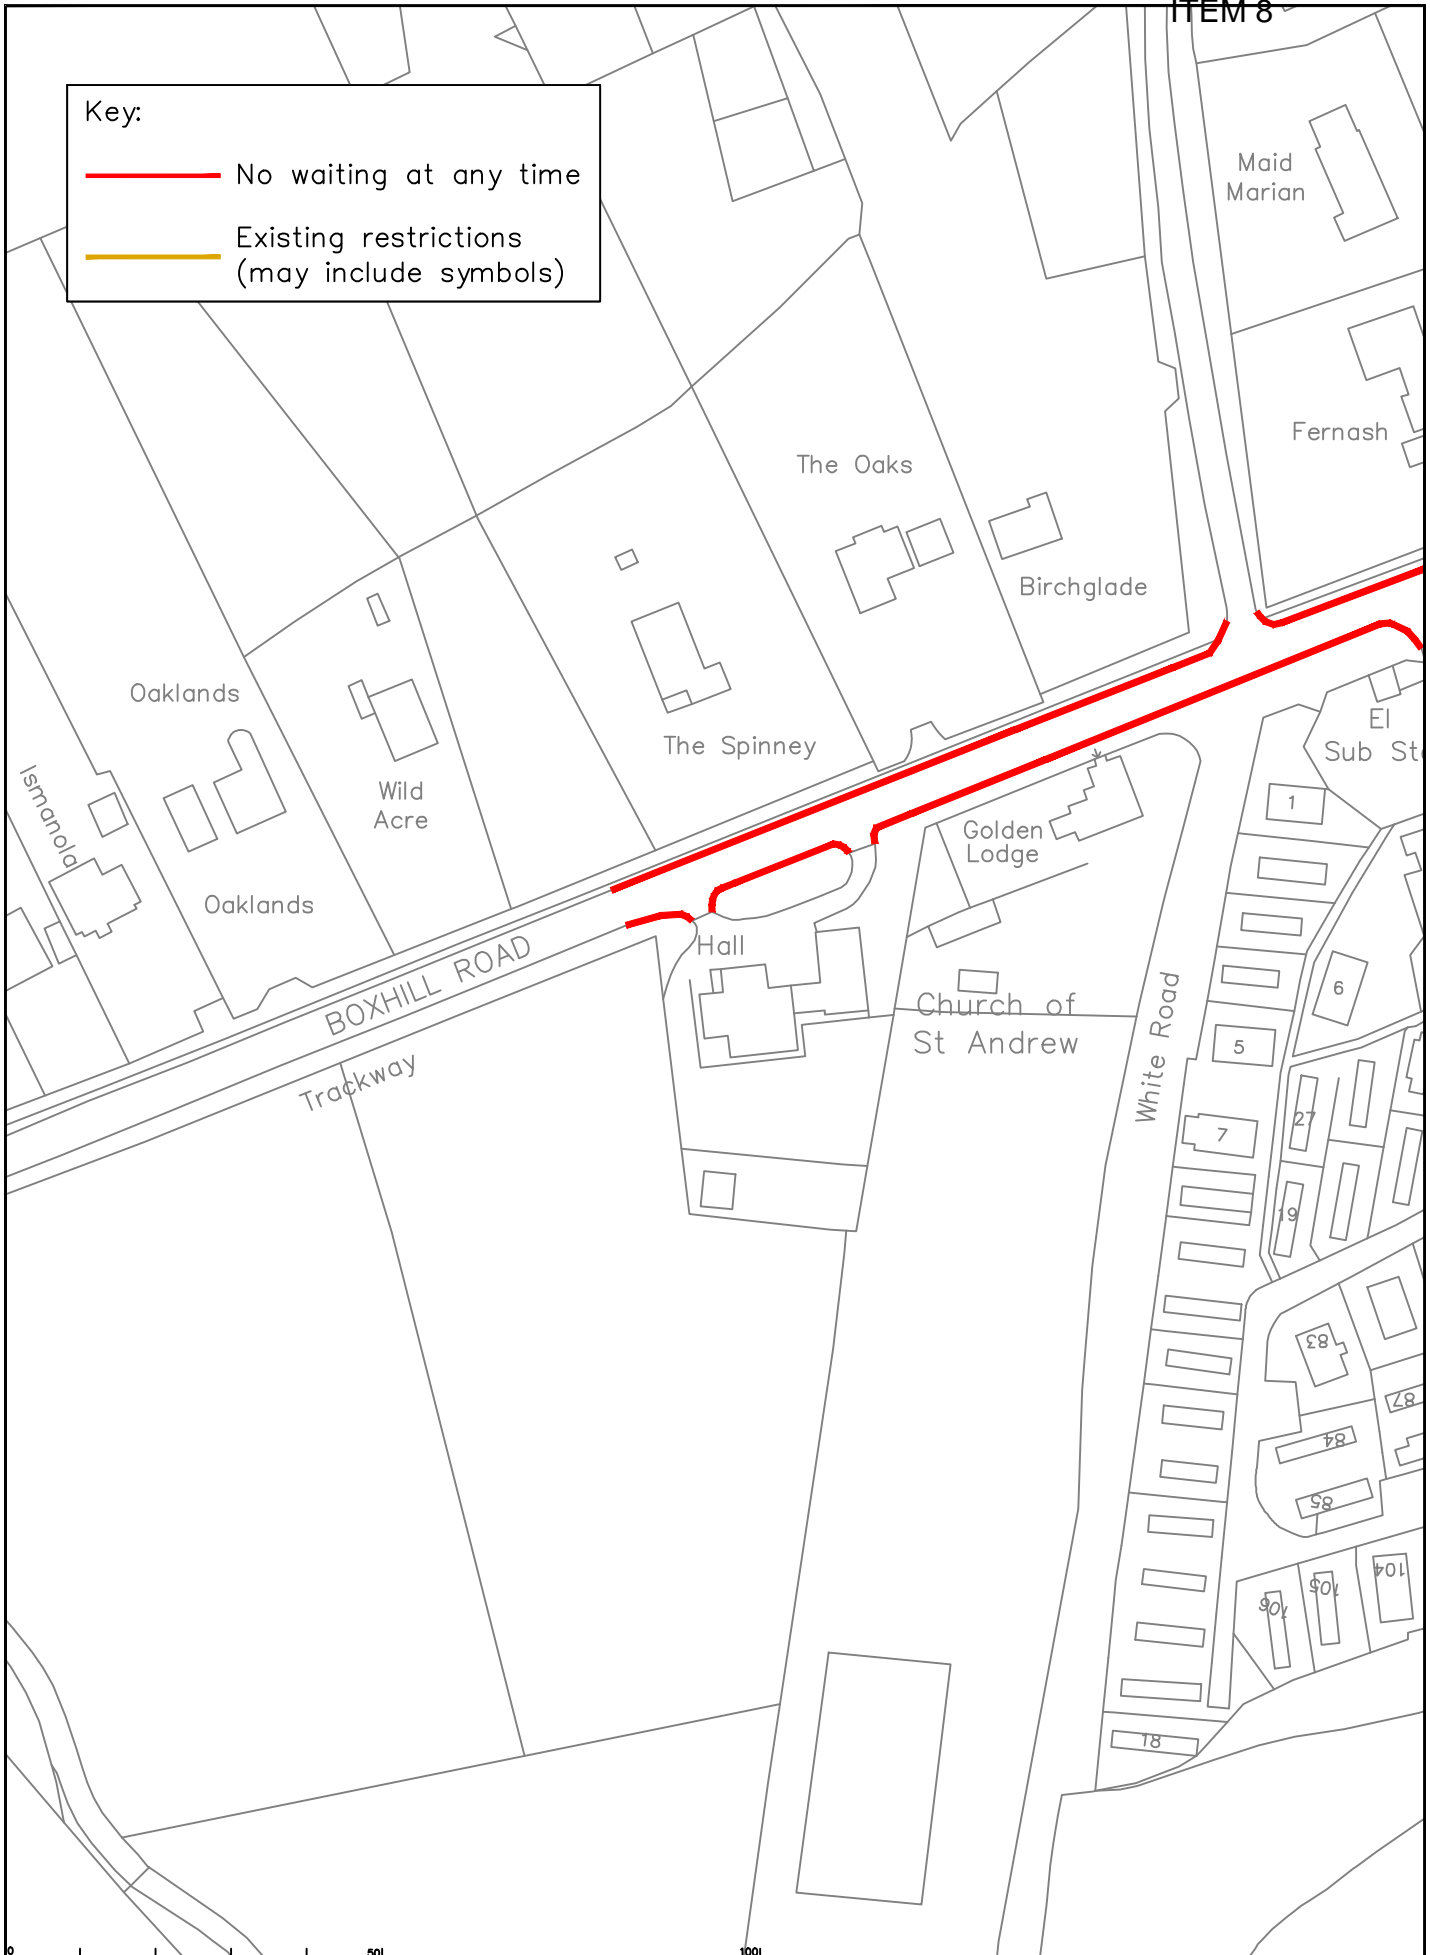 ITEM 8
Key:
No waiting at any time
Existing restrictions
(may include symbols)
Maid
Marian
Fernash
The Oaks
Birchglade
Oaklands
The Spinney
El
Sub St
Ismanola
Wild
Acre
1
Golden
Lodge
Oaklands
BOXHILL ROAD
Hall
Church of
St Andrew
White Road
6
5
Trackway
27
7
19
83
87
84
85
104
105
106
18
0
50
100